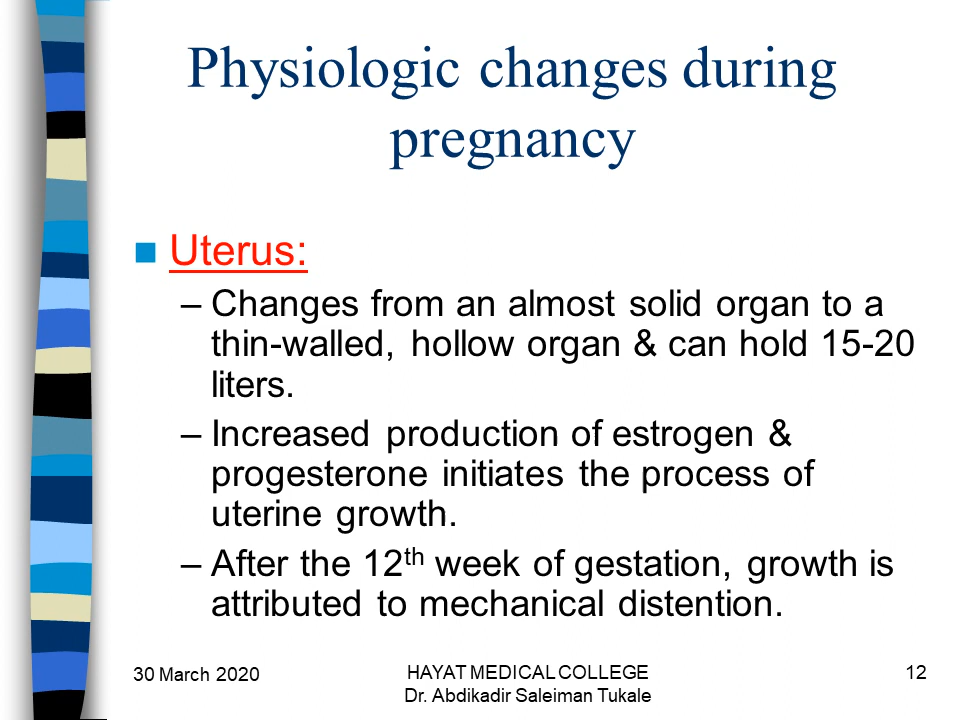 Physiologic changes during
pregnancy
Uterus:
–Changes from an almost solid organ to a
thin-walled, hollow organ & can hold 15-20
liters.
–Increased production of estrogen &
progesterone initiates the process of
uterine growth.
–After the 12th week of gestation, growth is
attributed to mechanical distention.
30 March 2020
HAYAT MEDICAL COLLEGE
Dr. Abdikadir Saleiman Tukale
12